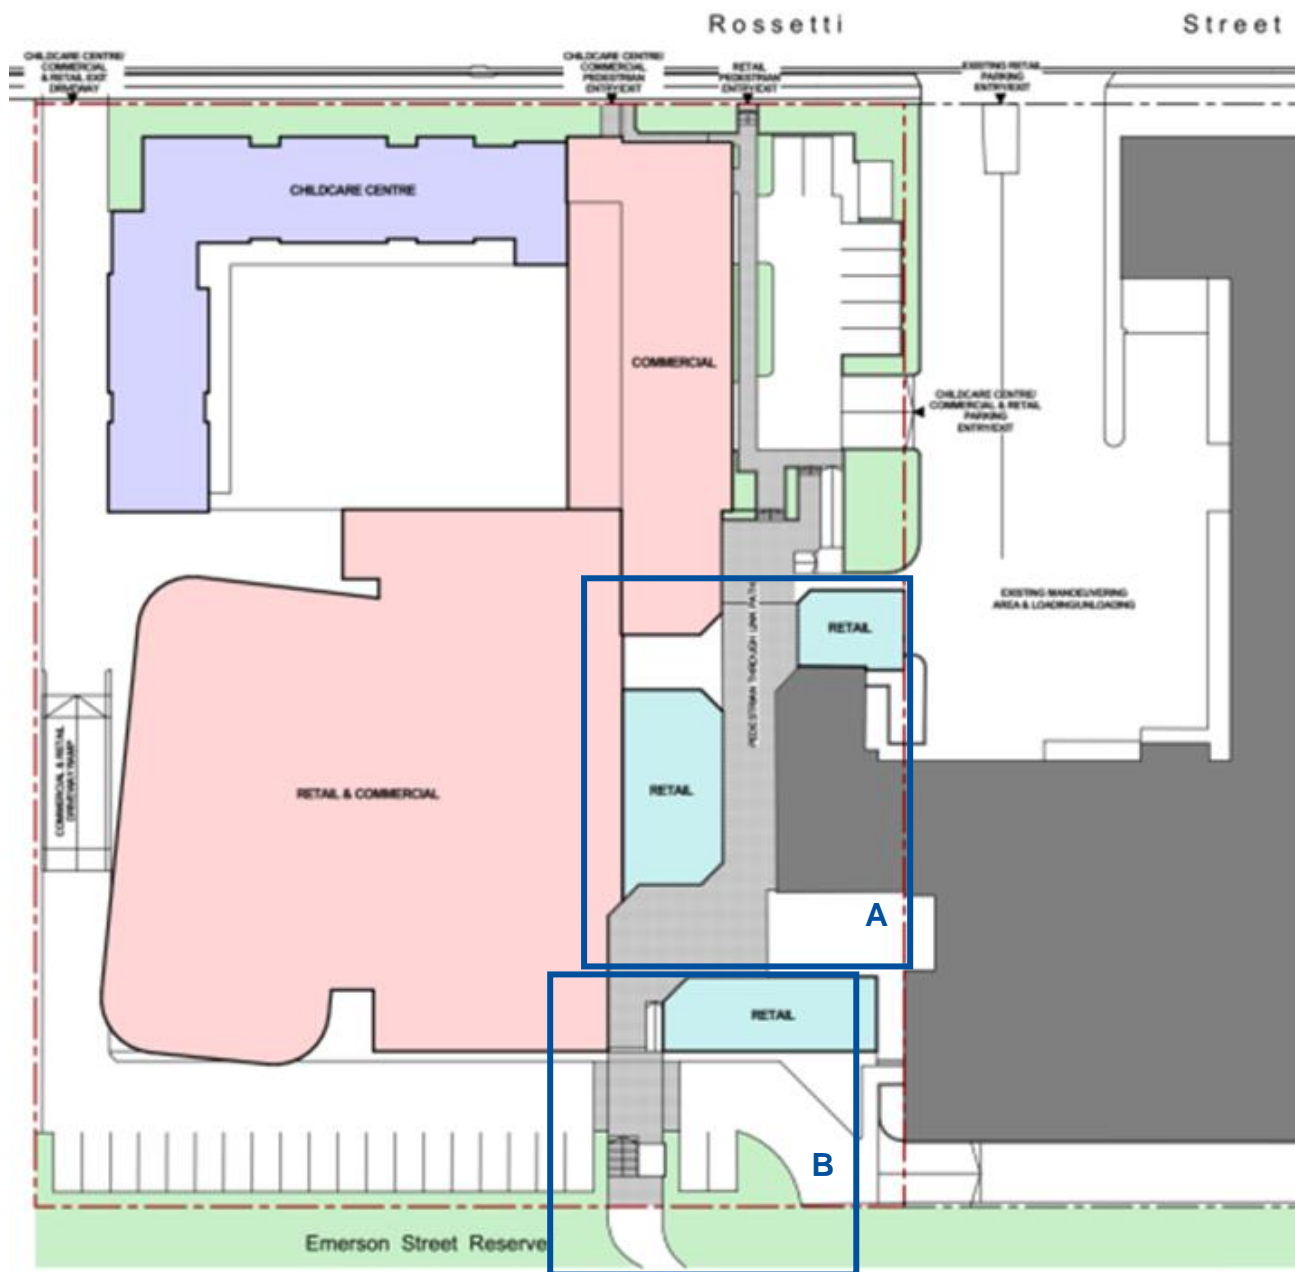 Rossetti Street
CHILDCARE CENTRE/
COMMERCIAL
& RETAIL EXIT
DRIVEWAY
CHILDCARE CENTRE/
COMMERCIAL
PEDESTRIAN
ENTRY/EXIT
RETAIL
PEDESTRIAN
ENTRY/EXIT
EXISTING RETAIL
PARKING
ENTRY/EXIT
CHILDCARE CENTRE
COMMERCIAL
CHILDCARE CENTRE/
COMMERCIAL & RETAIL
PARKING
ENTRY/EXIT
EXISTING MANOEUVERING
AREA & LOADING/UNLOADING
RETAIL
PEDESTRIAN THROUGH LINK PATH
COMMERCIAL & RETAIL
DRIVEWAY RAMP
RETAIL & COMMERCIAL
RETAIL
A
RETAIL
B
Emerson Street Reserve